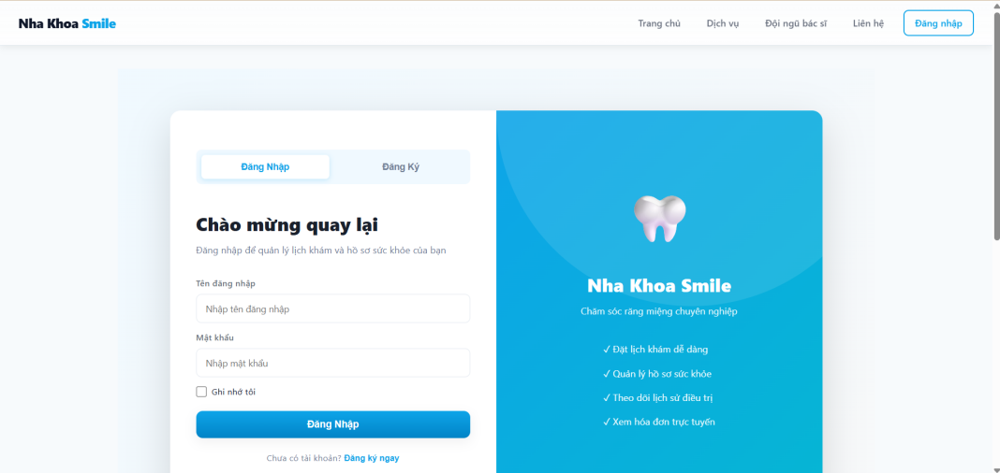 Nha Khoa Smile
Trang chủ Dịch vụ Đội ngũ bác sĩ Liên hệ Đăng nhập
Đăng Nhập Đăng Ký
Chào mừng quay lại
Đăng nhập để quản lý lịch khám và hồ sơ sức khỏe của bạn
Tên đăng nhập
Nhập tên đăng nhập
Mật khẩu
Nhập mật khẩu
Ghi nhớ tôi
Đăng Nhập
Chưa có tài khoản? Đăng ký ngay
Nha Khoa Smile
Chăm sóc răng miệng chuyên nghiệp
✓ Đặt lịch khám dễ dàng
✓ Quản lý hồ sơ sức khỏe
✓ Theo dõi lịch sử điều trị
✓ Xem hóa đơn trực tuyến